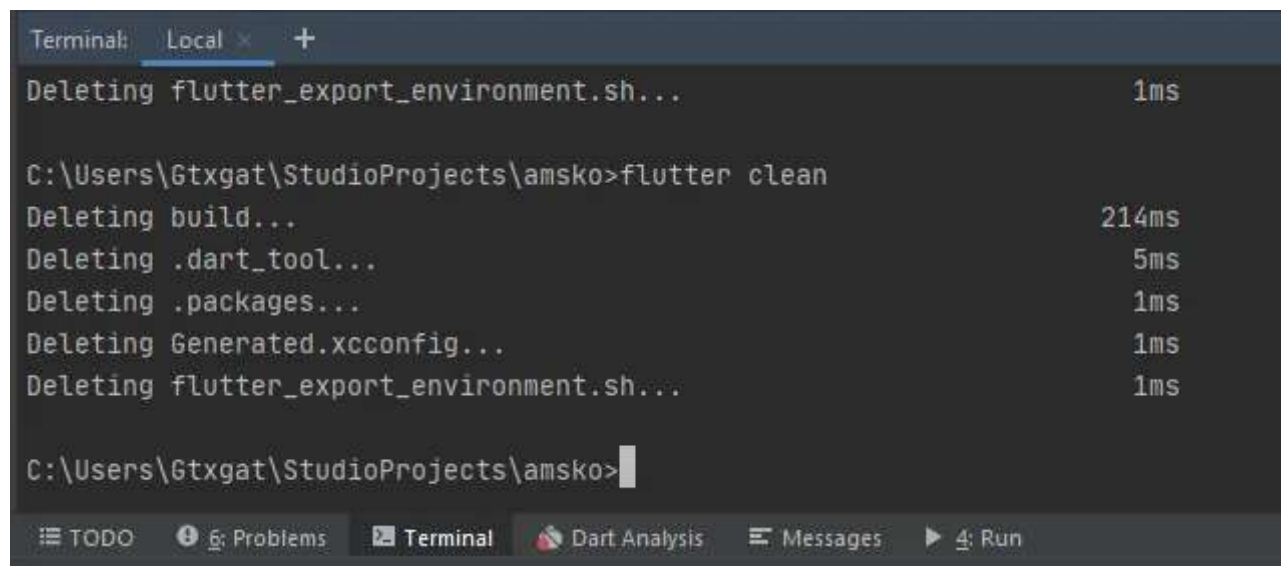 Terminal: Local × +
Deleting flutter_export_environment.sh... 1ms
C:\Users\Gtxgat\StudioProjects\amsko>flutter clean
Deleting build... 214ms
Deleting .dart_tool... 5ms
Deleting .packages... 1ms
Deleting Generated.xcconfig... 1ms
Deleting flutter_export_environment.sh... 1ms
C:\Users\Gtxgat\StudioProjects\amsko>
TODO 6: Problems Terminal Dart Analysis Messages 4: Run